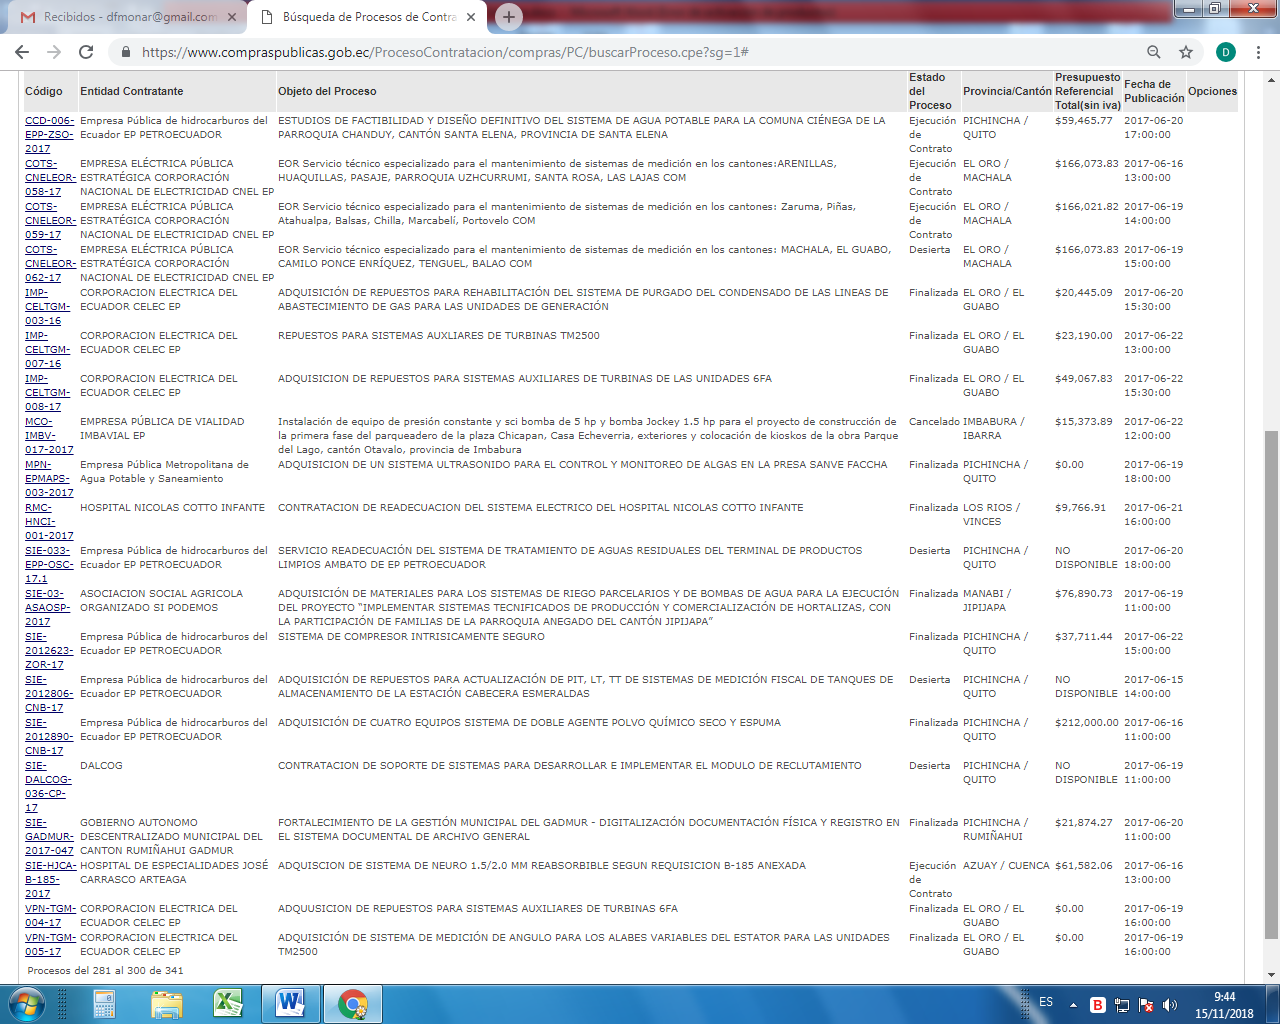 Recibidos - dfmonar@gmail.com
Búsqueda de Procesos de Contra
https://www.compraspublicas.gob.ec/ProcesoContratacion/compras/PC/buscarProceso.cpe?sg=1#
D
Código Entidad Contratante Objeto del Proceso Estado del Proceso Provincia/Cantón Presupuesto Referencial Total(sin iva) Fecha de Publicación Opciones
CCD-006- Empresa Pública de hidrocarburos del ESTUDIOS DE FACTIBILIDAD Y DISEÑO DEFINITIVO DEL SISTEMA DE AGUA POTABLE PARA LA COMUNA CIÉNEGA DE LA Ejecución PICHINCHA / $59,465.77 2017-06-20
EPP-ZSO- Ecuador EP PETROECUADOR PARROQUIA CHANDUY, CANTÓN SANTA ELENA, PROVINCIA DE SANTA ELENA de QUITO 17:00:00
2017 Contrato
COTS- EMPRESA ELÉCTRICA PÚBLICA EOR Servicio técnico especializado para el mantenimiento de sistemas de medición en los cantones:ARENILLAS, Ejecución EL ORO / $166,073.83 2017-06-16
CNELEOR- ESTRATÉGICA CORPORACIÓN HUAQUILLAS, PASAJE, PARROQUIA UZHCURRUMI, SANTA ROSA, LAS LAJAS COM de MACHALA 13:00:00
058-17 NACIONAL DE ELECTRICIDAD CNEL EP Contrato
COTS- EMPRESA ELÉCTRICA PÚBLICA EOR Servicio técnico especializado para el mantenimiento de sistemas de medición en los cantones: Zaruma, Piñas, Ejecución EL ORO / $166,021.82 2017-06-19
CNELEOR- ESTRATÉGICA CORPORACIÓN Atahualpa, Balsas, Chilla, Marcabelí, Portovelo COM de MACHALA 14:00:00
059-17 NACIONAL DE ELECTRICIDAD CNEL EP Contrato
COTS- EMPRESA ELÉCTRICA PÚBLICA EOR Servicio técnico especializado para el mantenimiento de sistemas de medición en los cantones: MACHALA, EL GUABO, Desierta EL ORO / $166,073.83 2017-06-19
CNELEOR- ESTRATÉGICA CORPORACIÓN CAMILO PONCE ENRÍQUEZ, TENGUEL, BALAO COM MACHALA 15:00:00
062-17 NACIONAL DE ELECTRICIDAD CNEL EP
IMP- CORPORACION ELECTRICA DEL ADQUISICIÓN DE REPUESTOS PARA REHABILITACIÓN DEL SISTEMA DE PURGADO DEL CONDENSADO DE LAS LINEAS DE Finalizada EL ORO / EL $20,445.09 2017-06-20
CELTGM- ECUADOR CELEC EP ABASTECIMIENTO DE GAS PARA LAS UNIDADES DE GENERACIÓN GUABO 15:30:00
003-16
IMP- CORPORACION ELECTRICA DEL REPUESTOS PARA SISTEMAS AUXLIARES DE TURBINAS TM2500 Finalizada EL ORO / EL $23,190.00 2017-06-22
CELTGM- ECUADOR CELEC EP GUABO 13:00:00
007-16
IMP- CORPORACION ELECTRICA DEL ADQUISICION DE REPUESTOS PARA SISTEMAS AUXILIARES DE TURBINAS DE LAS UNIDADES 6FA Finalizada EL ORO / EL $49,067.83 2017-06-22
CELTGM- ECUADOR CELEC EP GUABO 15:30:00
008-17
MCO- EMPRESA PÚBLICA DE VIALIDAD Instalación de equipo de presión constante y sci bomba de 5 hp y bomba Jockey 1.5 hp para el proyecto de construcción de Cancelado IMBABURA / $15,373.89 2017-06-22
IMBV- IMBAVIAL EP la primera fase del parqueadero de la plaza Chicapan, Casa Echeverria, exteriores y colocación de kioskos de la obra Parque IBARRA 12:00:00
017-2017 del Lago, cantón Otavalo, provincia de Imbabura
MPN- Empresa Pública Metropolitana de ADQUISICION DE UN SISTEMA ULTRASONIDO PARA EL CONTROL Y MONITOREO DE ALGAS EN LA PRESA SANVE FACCHA Finalizada PICHINCHA / $0.00 2017-06-19
EPMAPS- Agua Potable y Saneamiento QUITO 18:00:00
003-2017
RMC- HOSPITAL NICOLAS COTTO INFANTE CONTRATACION DE READECUACION DEL SISTEMA ELECTRICO DEL HOSPITAL NICOLAS COTTO INFANTE Finalizada LOS RIOS / $9,766.91 2017-06-21
HNCI- VINCES 16:00:00
001-2017
SIE-033- Empresa Pública de hidrocarburos del SERVICIO READECUACIÓN DEL SISTEMA DE TRATAMIENTO DE AGUAS RESIDUALES DEL TERMINAL DE PRODUCTOS Desierta PICHINCHA / NO 2017-06-20
EPP-OSC- Ecuador EP PETROECUADOR LIMPIOS AMBATO DE EP PETROECUADOR QUITO DISPONIBLE 18:00:00
17.1
SIE-03- ASOCIACION SOCIAL AGRICOLA ADQUISICIÓN DE MATERIALES PARA LOS SISTEMAS DE RIEGO PARCELARIOS Y DE BOMBAS DE AGUA PARA LA EJECUCIÓN Finalizada MANABI / $76,890.73 2017-06-19
ASAOSP- ORGANIZADO SI PODEMOS DEL PROYECTO “IMPLEMENTAR SISTEMAS TECNIFICADOS DE PRODUCCIÓN Y COMERCIALIZACIÓN DE HORTALIZAS, CON JIPIJAPA 11:00:00
2017 LA PARTICIPACIÓN DE FAMILIAS DE LA PARROQUIA ANEGADO DEL CANTÓN JIPIJAPA”
SIE- Empresa Pública de hidrocarburos del SISTEMA DE COMPRESOR INTRISICAMENTE SEGURO Finalizada PICHINCHA / $37,711.44 2017-06-22
2012623- Ecuador EP PETROECUADOR QUITO 15:00:00
ZOR-17
SIE- Empresa Pública de hidrocarburos del ADQUISICIÓN DE REPUESTOS PARA ACTUALIZACIÓN DE PIT, LT, TT DE SISTEMAS DE MEDICIÓN FISCAL DE TANQUES DE Desierta PICHINCHA / NO 2017-06-15
2012806- Ecuador EP PETROECUADOR ALMACENAMIENTO DE LA ESTACIÓN CABECERA ESMERALDAS QUITO DISPONIBLE 14:00:00
CNB-17
SIE- Empresa Pública de hidrocarburos del ADQUISICIÓN DE CUATRO EQUIPOS SISTEMA DE DOBLE AGENTE POLVO QUÍMICO SECO Y ESPUMA Finalizada PICHINCHA / $212,000.00 2017-06-16
2012890- Ecuador EP PETROECUADOR QUITO 11:00:00
CNB-17
SIE- DALCOG CONTRATACION DE SOPORTE DE SISTEMAS PARA DESARROLLAR E IMPLEMENTAR EL MODULO DE RECLUTAMIENTO Desierta PICHINCHA / NO 2017-06-19
DALCOG- QUITO DISPONIBLE 11:00:00
036-CP-
17
SIE- GOBIERNO AUTONOMO FORTALECIMIENTO DE LA GESTIÓN MUNICIPAL DEL GADMUR - DIGITALIZACIÓN DOCUMENTACIÓN FÍSICA Y REGISTRO EN Finalizada PICHINCHA / $21,874.27 2017-06-20
GADMUR- DESCENTRALIZADO MUNICIPAL DEL EL SISTEMA DOCUMENTAL DE ARCHIVO GENERAL RUMIÑAHUI 11:00:00
2017-047 CANTON RUMIÑAHUI GADMUR
SIE-HJCA- HOSPITAL DE ESPECIALIDADES JOSÉ ADQUISCION DE SISTEMA DE NEURO 1.5/2.0 MM REABSORBIBLE SEGUN REQUISICION B-185 ANEXADA Ejecución AZUAY / CUENCA $61,582.06 2017-06-16
B-185- CARRASCO ARTEAGA de 13:00:00
2017 Contrato
VPN-TGM- CORPORACION ELECTRICA DEL ADQUUSICION DE REPUESTOS PARA SISTEMAS AUXILIARES DE TURBINAS 6FA Finalizada EL ORO / EL $0.00 2017-06-19
004-17 ECUADOR CELEC EP GUABO 16:00:00
VPN-TGM- CORPORACION ELECTRICA DEL ADQUISICIÓN DE SISTEMA DE MEDICIÓN DE ANGULO PARA LOS ALABES VARIABLES DEL ESTATOR PARA LAS UNIDADES Finalizada EL ORO / EL $0.00 2017-06-19
005-17 ECUADOR CELEC EP TM2500 GUABO 16:00:00
Procesos del 281 al 300 de 341
ES
B
9:44
15/11/2018